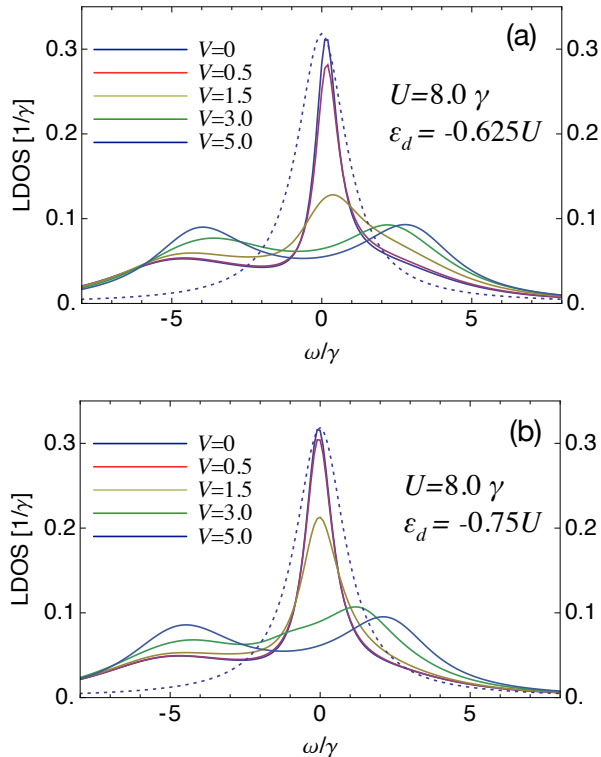 (a)
0.3
0.3
V=0
V=0.5
V=1.5
V=3.0
V=5.0
U=8.0 γ
ε_d = -0.625U
LDOS [1/γ]
0.2
0.2
0.1
0.1
0.
0.
-5
0
5
ω/γ
(b)
0.3
0.3
V=0
V=0.5
V=1.5
V=3.0
V=5.0
U=8.0 γ
ε_d = -0.75U
LDOS [1/γ]
0.2
0.2
0.1
0.1
0.
0.
-5
0
5
ω/γ